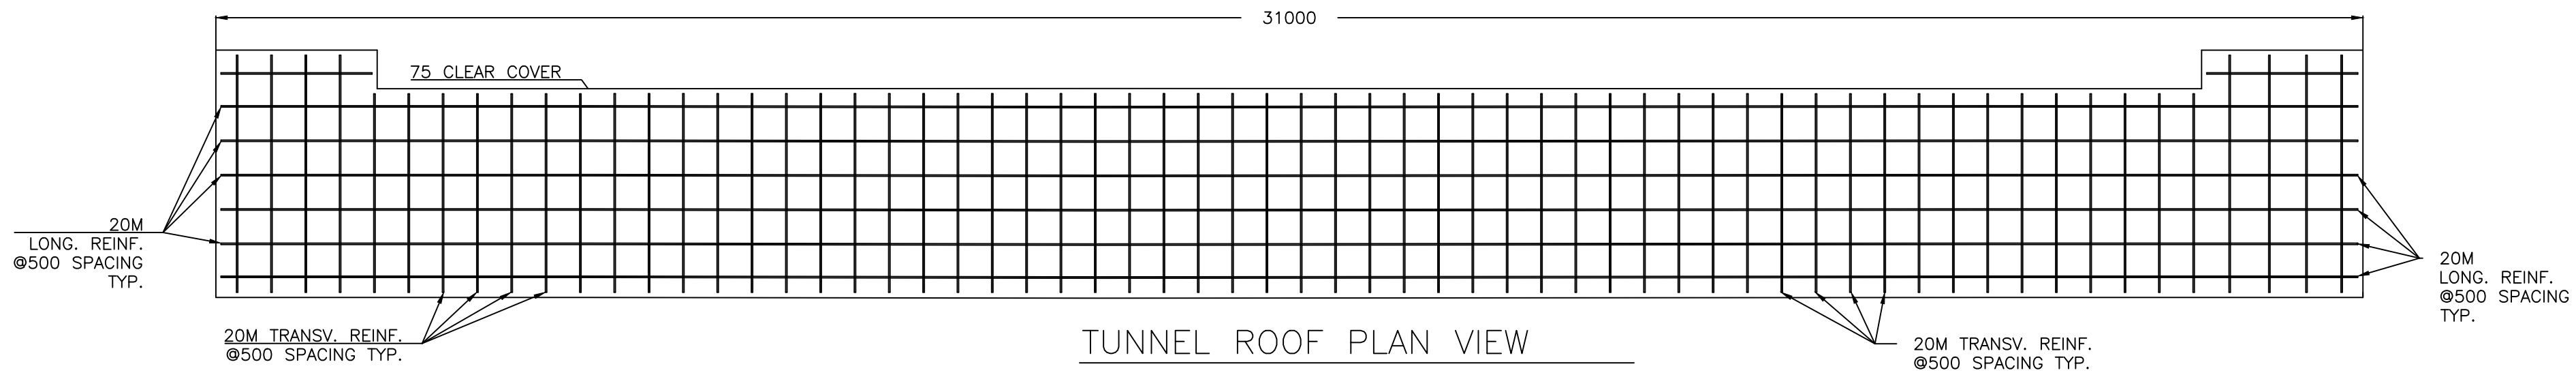 31000
75 CLEAR COVER
20M
LONG. REINF.
@500 SPACING
TYP.
20M
LONG. REINF.
@500 SPACING
TYP.
20M TRANSV. REINF.
@500 SPACING TYP.
TUNNEL ROOF PLAN VIEW
20M TRANSV. REINF.
@500 SPACING TYP.